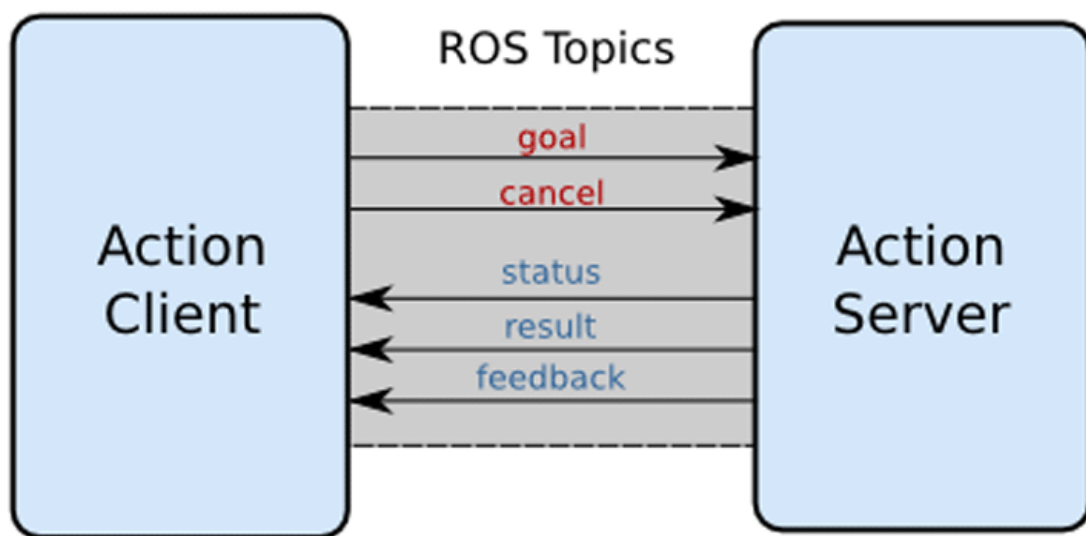 ROS Topics
goal
cancel
Action
Client
status
result
feedback
Action
Server